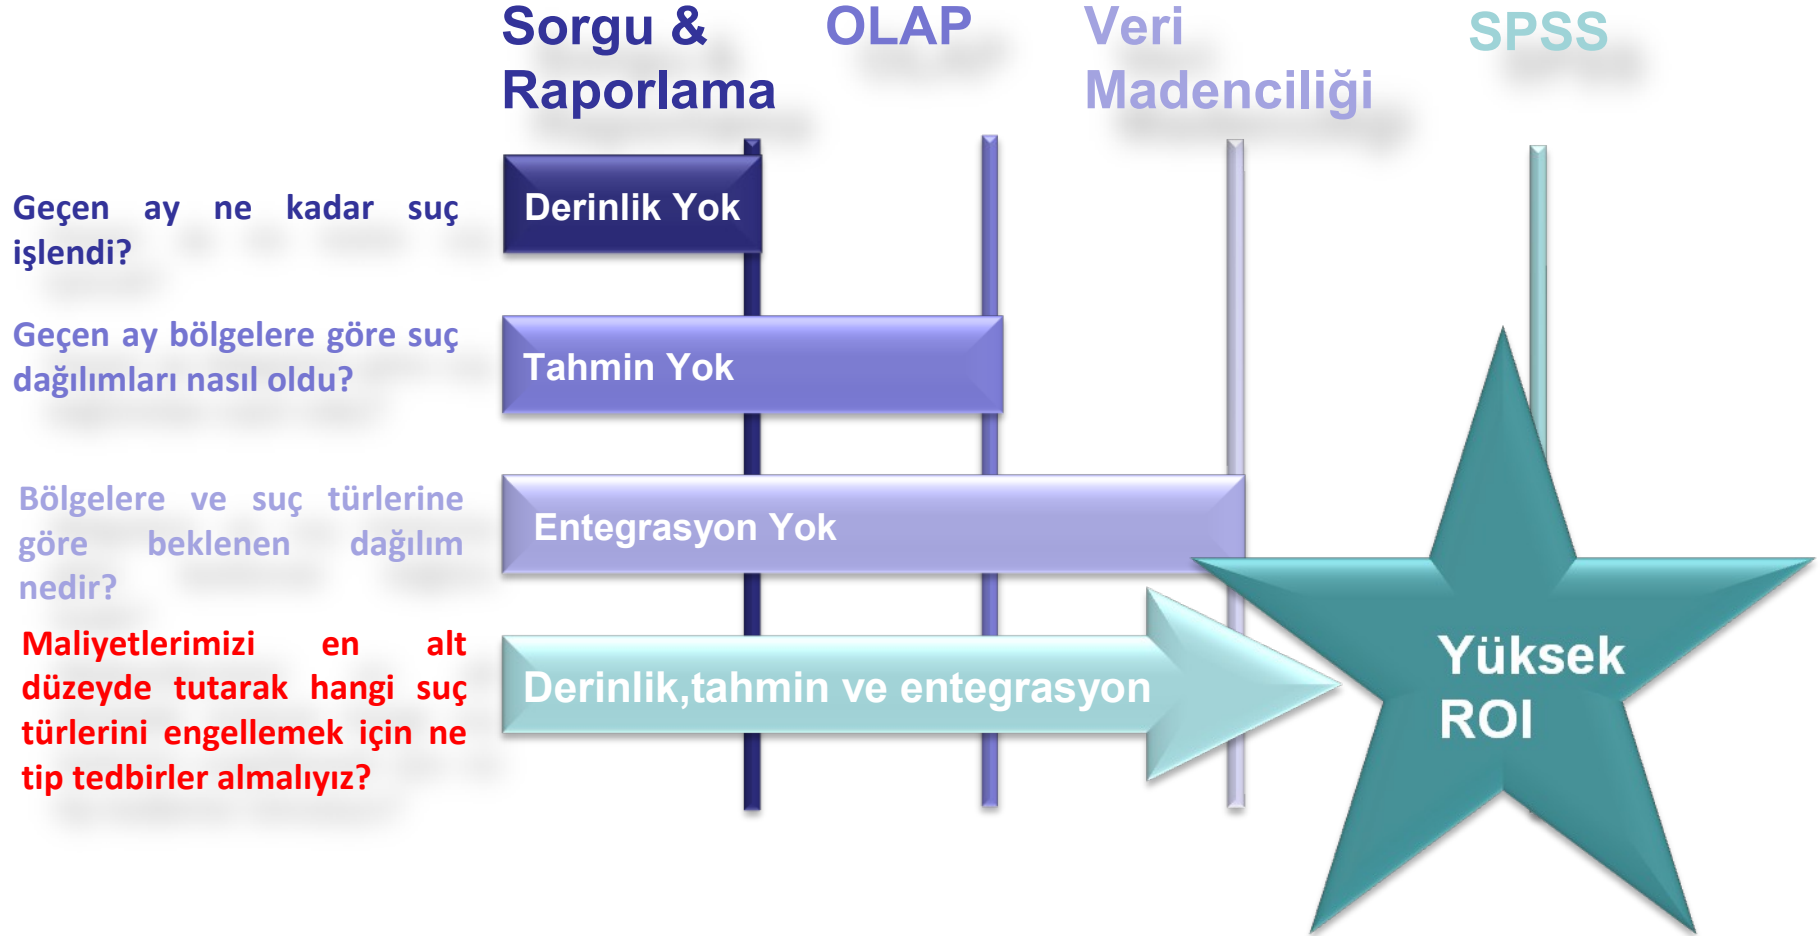 Sorgu &
Raporlama
OLAP
Veri
Madenciliği
SPSS
Geçen ay ne kadar suç
işlendi?
Derinlik Yok
Geçen ay bölgelere göre suç
dağılımları nasıl oldu?
Tahmin Yok
Bölgelere ve suç türlerine
göre beklenen dağılım
nedir?
Entegrasyon Yok
Maliyetlerimizi en alt
düzeyde tutarak hangi suç
türlerini engellemek için ne
tip tedbirler almalıyız?
Derinlik,tahmin ve entegrasyon
Yüksek
ROI